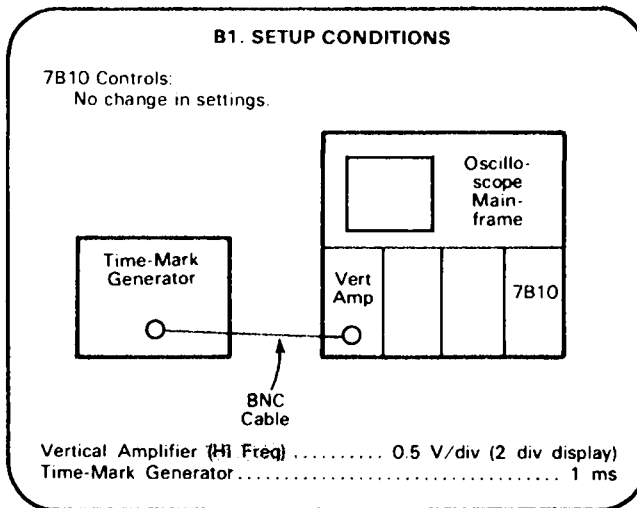 B1. SETUP CONDITIONS
7B10 Controls:
No change in settings.
Oscillo-
scope
Main-
frame
Time-Mark
Generator
Vert
Amp
7B10
BNC
Cable
Vertical Amplifier (Hi Freq) .......... 0.5 V/div (2 div display)
Time-Mark Generator.................................. 1 ms